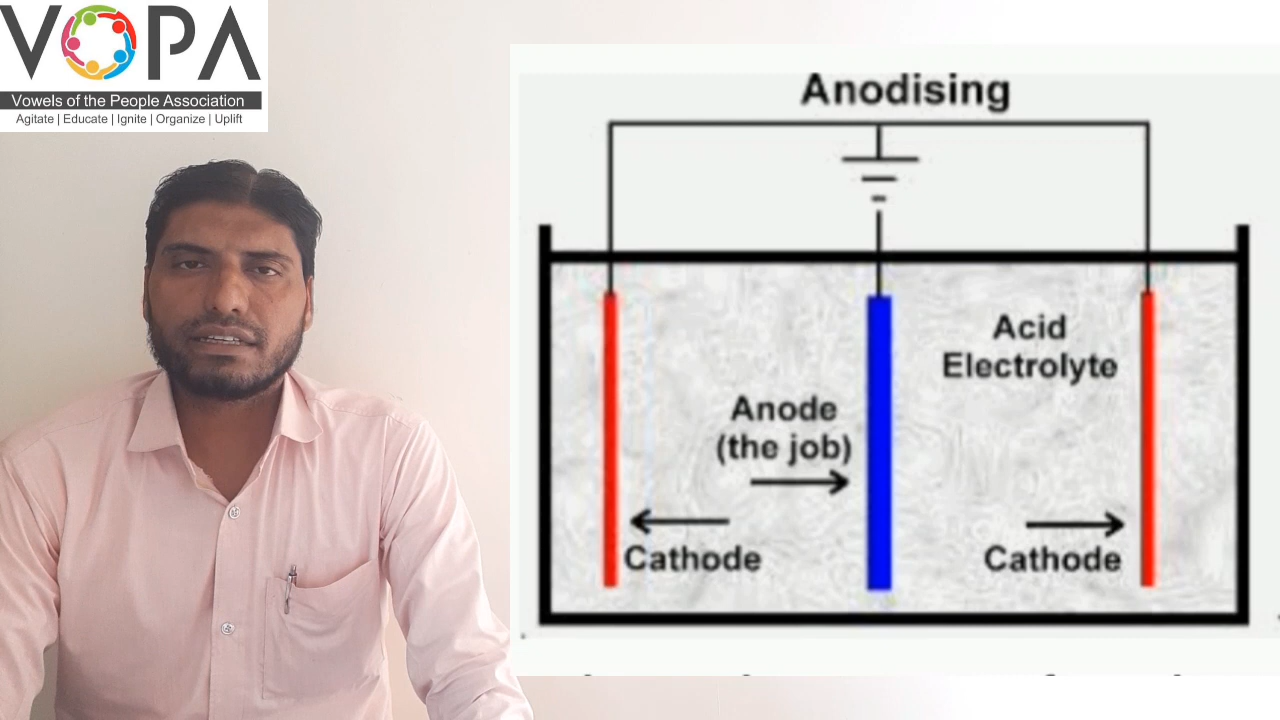 VOPA
Vowels of the People Association
Agitate | Educate | Ignite | Organize | Uplift
Anodising
Acid
Electrolyte
Anode
(the job)
Cathode
Cathode